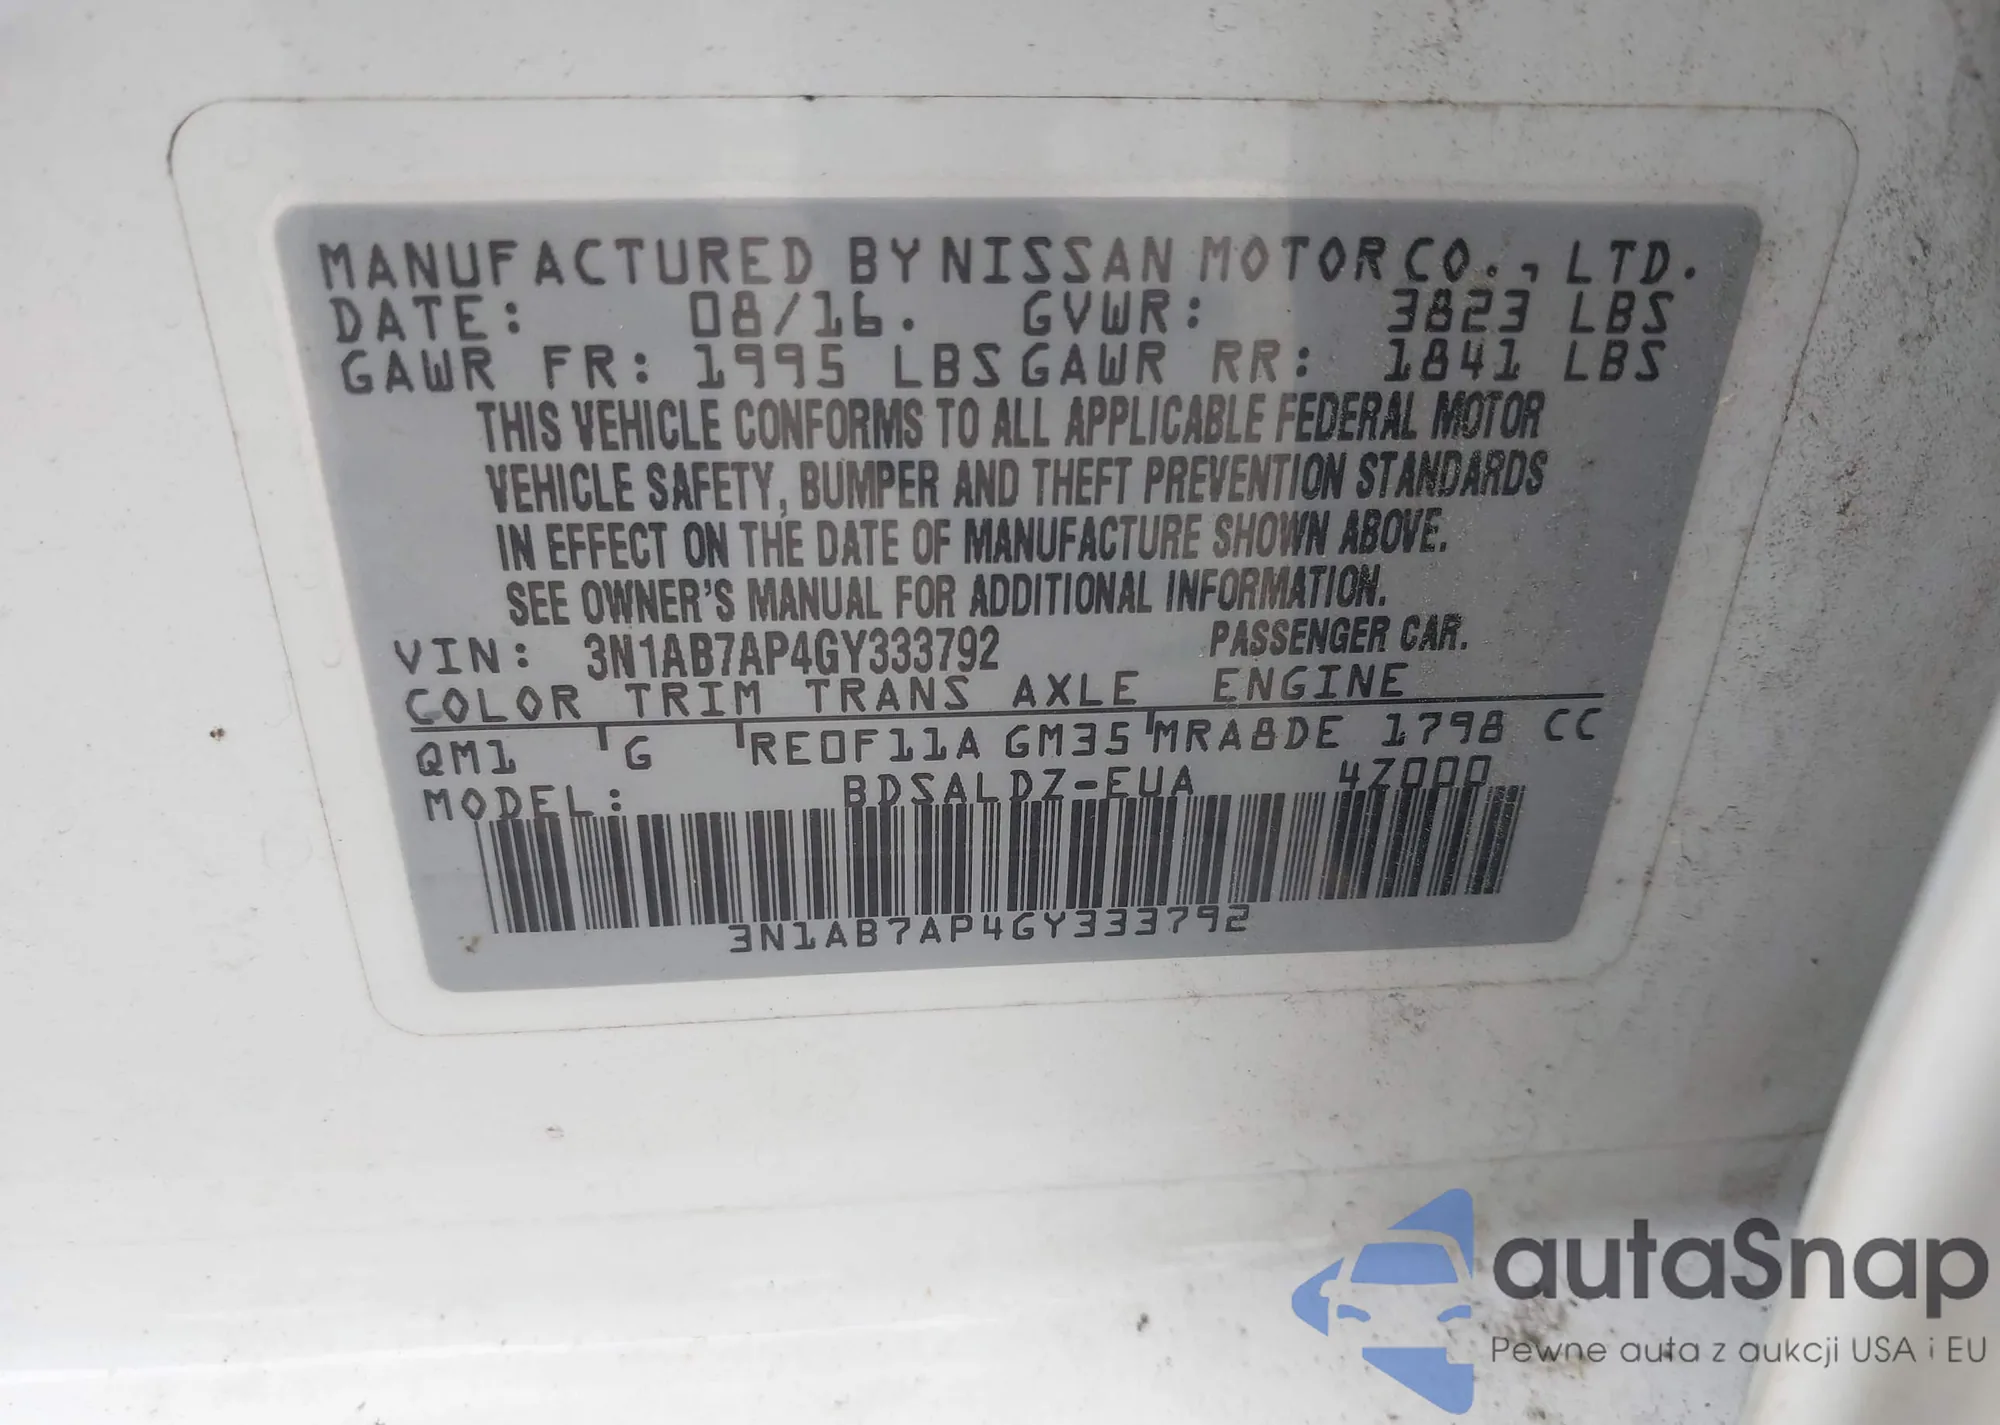 MANUFACTURED BY NISSAN MOTOR CO., LTD.
DATE: 08/16. GVWR: 3823 LBS
GAWR FR: 1995 LBS GAWR RR: 1841 LBS
THIS VEHICLE CONFORMS TO ALL APPLICABLE FEDERAL MOTOR
VEHICLE SAFETY, BUMPER AND THEFT PREVENTION STANDARDS
IN EFFECT ON THE DATE OF MANUFACTURE SHOWN ABOVE.
SEE OWNER'S MANUAL FOR ADDITIONAL INFORMATION.
VIN: 3N1AB7AP4GY333792 PASSENGER CAR.
COLOR TRIM TRANS AXLE ENGINE
QM1 G RE0F11A GM35 MRA8DE 1798 CC
MODEL: BDSALDZ-EUA 4Z000
3N1AB7AP4GY333792
autaSnap
Pewne auta z aukcji USA i EU